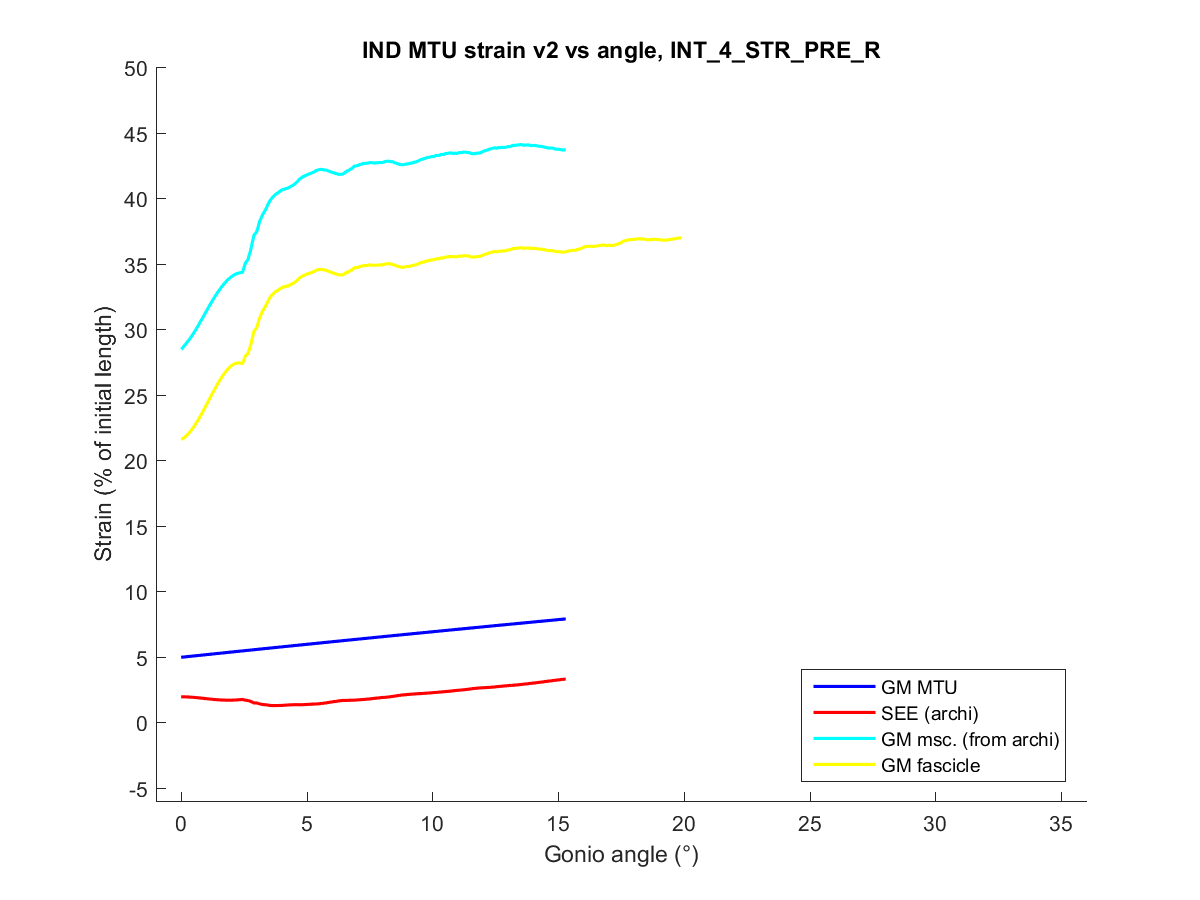 IND MTU strain v2 vs angle, INT_4_STR_PRE_R
50
45
40
35
30
25
20
15
10
5
0
-5
Strain (% of initial length)
GM MTU
SEE (archi)
GM msc. (from archi)
GM fascicle
0 5 10 15 20 25 30 35
Gonio angle (°)